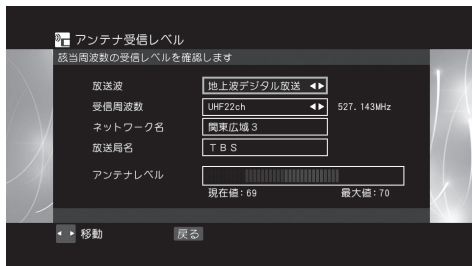 アンテナ受信レベル
該当周波数の受信レベルを確認します
放送波 地上波デジタル放送
受信周波数 UHF22ch 527.143MHz
ネットワーク名 関東広域3
放送局名 TBS
アンテナレベル
現在値:69 最大値:70
移動 戻る